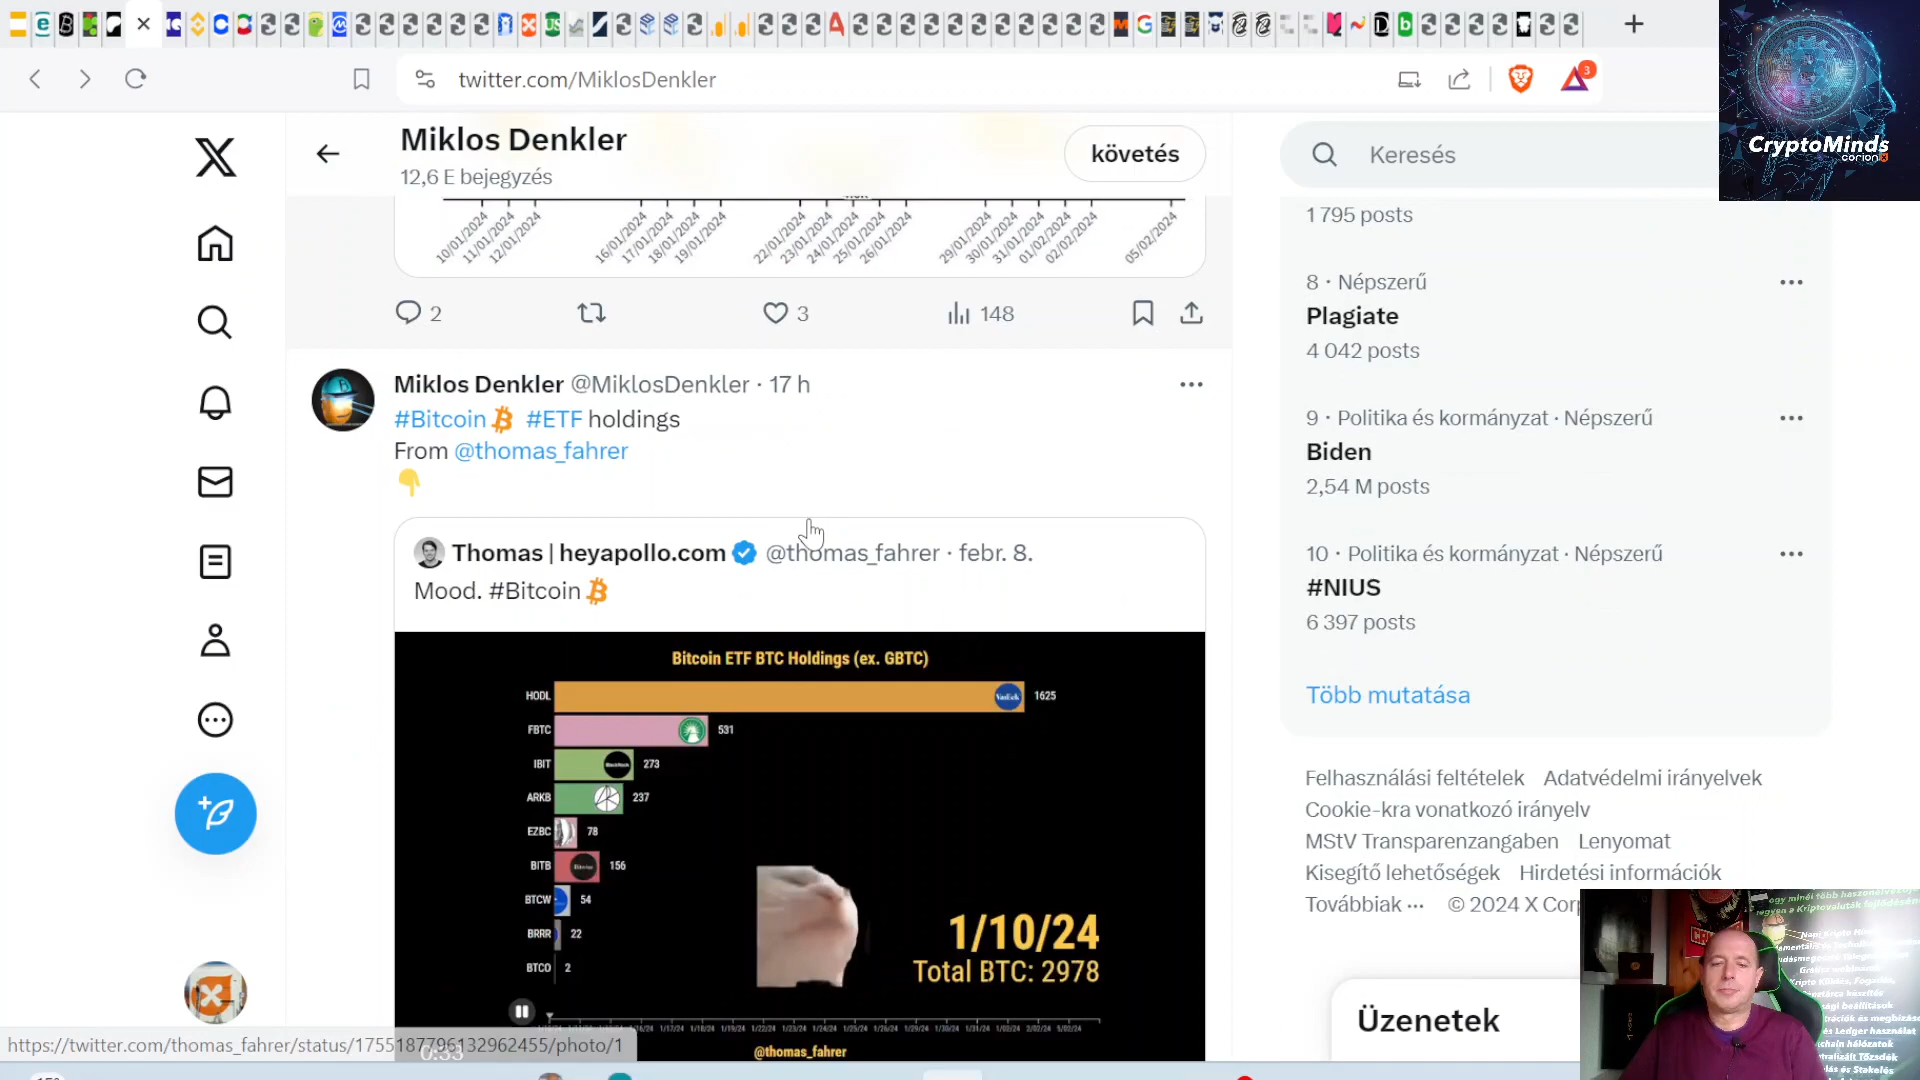 twitter.com/MiklosDenkler
3
CryptoMinds
corion
Miklos Denkler
12,6 E bejegyzés
követés
Keresés
10/01/2024
11/01/2024
12/01/2024
16/01/2024
17/01/2024
18/01/2024
19/01/2024
22/01/2024
23/01/2024
24/01/2024
25/01/2024
26/01/2024
29/01/2024
30/01/2024
31/01/2024
01/02/2024
02/02/2024
05/02/2024
2
3
148
Miklos Denkler @MiklosDenkler · 17 h
#Bitcoin #ETF holdings
From @thomas_fahrer
Thomas | heyapollo.com @thomas_fahrer · febr. 8.
Mood. #Bitcoin
Bitcoin ETF BTC Holdings (ex. GBTC)
HODL 1625
FBTC 531
IBIT 273
ARKB 237
EZBC 78
BITB 156
BTCW 54
BRRR 22
BTCO 2
1/10/24
Total BTC: 2978
@thomas_fahrer
0:33
https://twitter.com/thomas_fahrer/status/1755187796132962455/photo/1
1 795 posts
8 · Népszerű
Plagiate
4 042 posts
9 · Politika és kormányzat · Népszerű
Biden
2,54 M posts
10 · Politika és kormányzat · Népszerű
#NIUS
6 397 posts
Több mutatása
Felhasználási feltételek Adatvédelmi irányelvek
Cookie-kra vonatkozó irányelv
MStV Transparenzangaben Lenyomat
Kisegítő lehetőségek Hirdetési információk
Továbbiak ··· © 2024 X Corp
Üzenetek